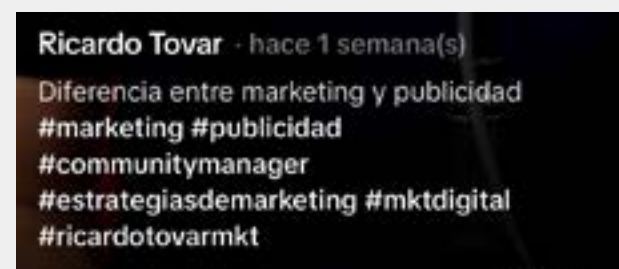 Ricardo Tovar · hace 1 semana(s)
Diferencia entre marketing y publicidad
#marketing #publicidad
#communitymanager
#estrategiasdemarketing #mktdigital
#ricardotovarmkt